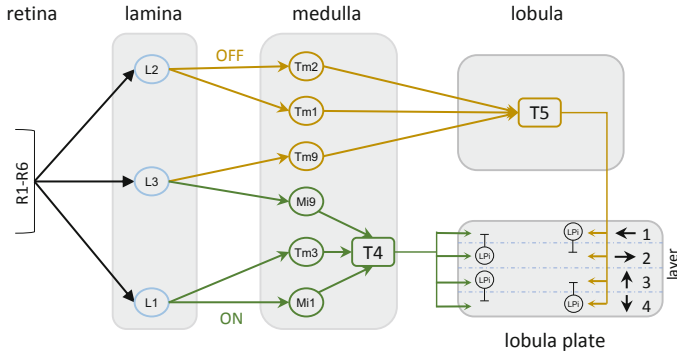 retina
lamina
medulla
lobula
OFF
L2
Tm2
Tm1
T5
R1-R6
L3
Tm9
Mi9
LPi
1
Tm3
T4
LPi
2
layer
LPi
3
L1
Mi1
LPi
4
ON
lobula plate